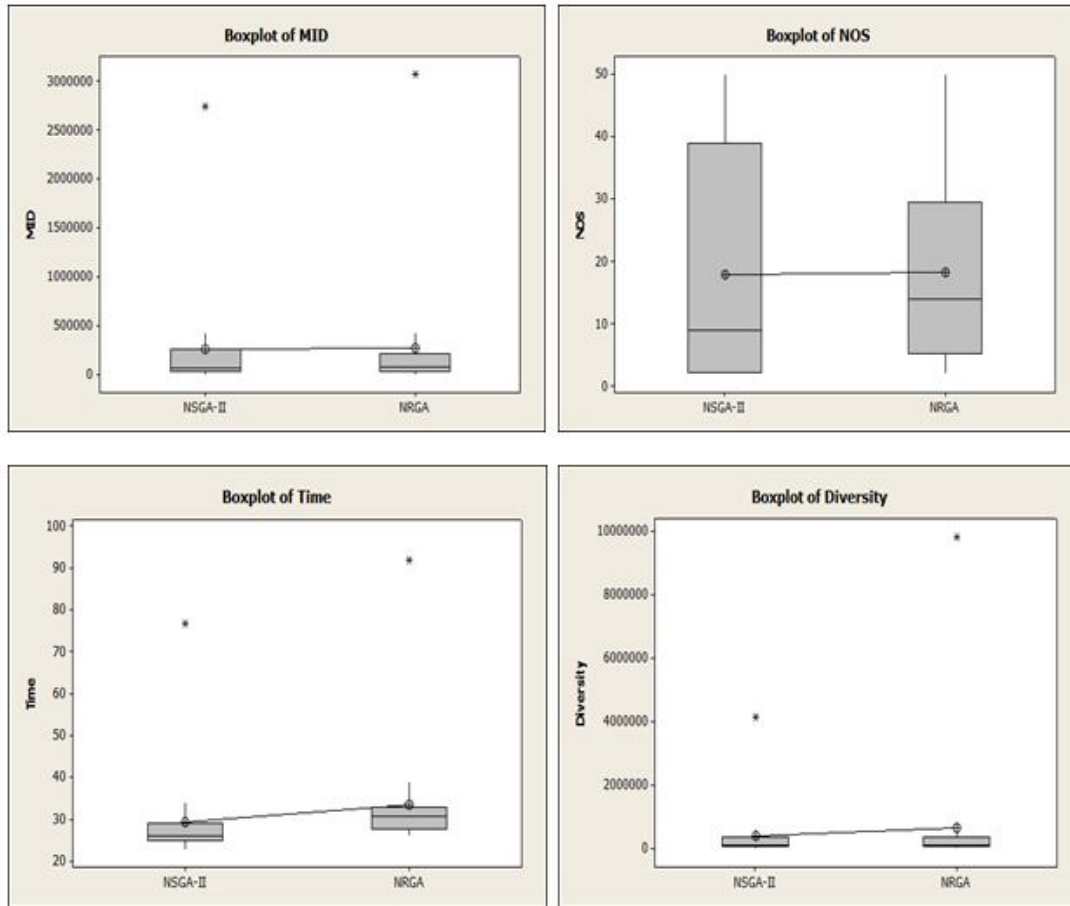 Boxplot of MID
3000000
2500000
2000000
1500000
1000000
500000
0
MID
NSGA-II
NRGA
Boxplot of NOS
50
40
30
20
10
0
NOS
NSGA-II
NRGA
Boxplot of Time
100
90
80
70
60
50
40
30
20
Time
NSGA-II
NRGA
Boxplot of Diversity
10000000
8000000
6000000
4000000
2000000
0
Diversity
NSGA-II
NRGA